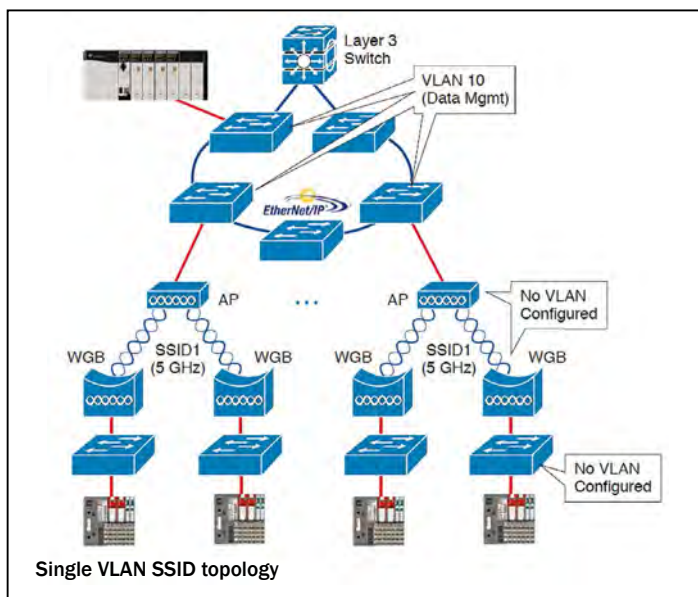 Layer 3
Switch
VLAN 10
(Data Mgmt)
EtherNet/IP
AP
...
AP
No VLAN
Configured
WGB
SSID1
(5 GHz)
WGB
WGB
SSID1
(5 GHz)
WGB
No VLAN
Configured
Single VLAN SSID topology